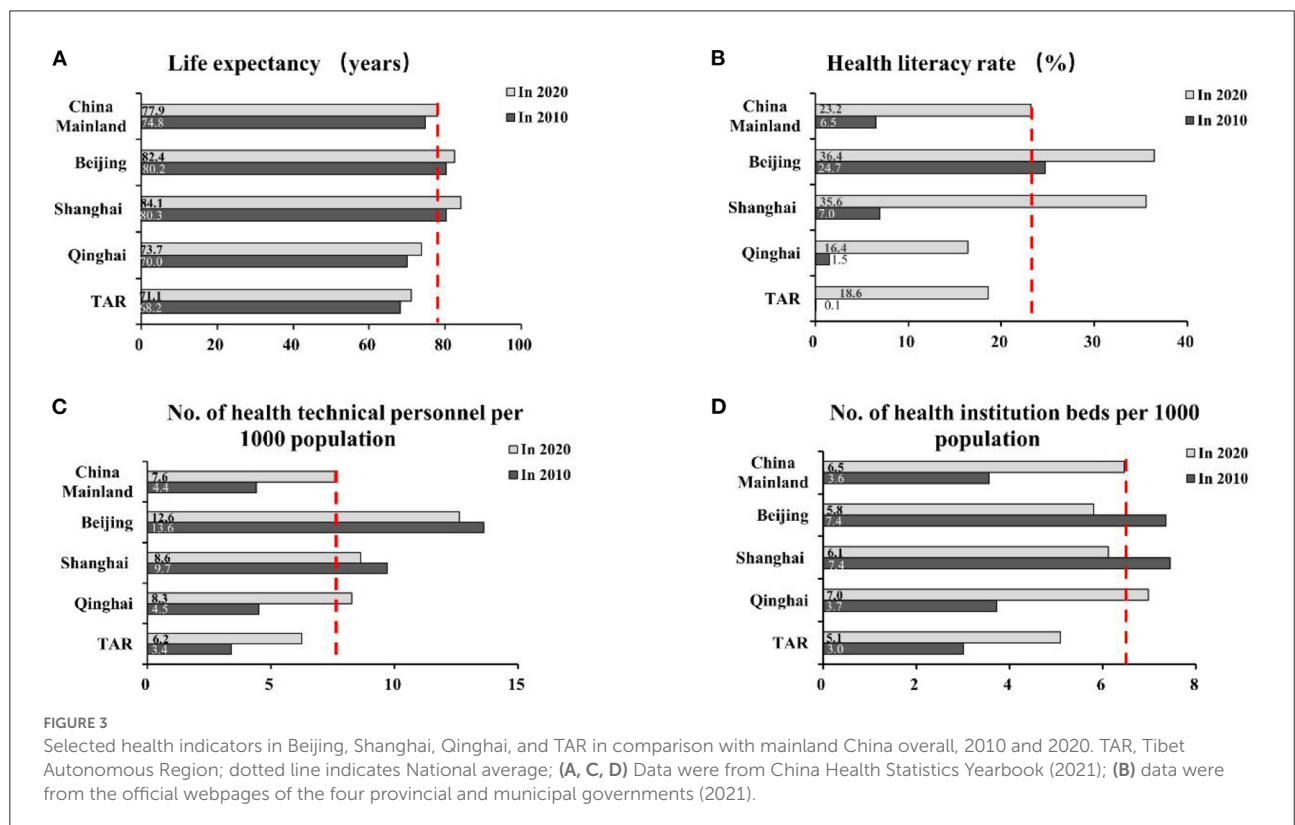 A
Life expectancy (years)
In 2020
In 2010
China
Mainland
77.9
74.8
Beijing
82.4
80.2
Shanghai
84.1
80.3
Qinghai
73.7
70.0
TAR
71.1
68.2
0 20 40 60 80 100
B
Health literacy rate (%)
In 2020
In 2010
China
Mainland
23.2
6.5
Beijing
36.4
24.7
Shanghai
35.6
7.0
Qinghai
16.4
1.5
TAR
18.6
0.1
0 10 20 30 40
C
No. of health technical personnel per
1000 population
In 2020
In 2010
China
Mainland
7.6
4.4
Beijing
12.6
13.6
Shanghai
8.6
9.7
Qinghai
8.3
4.5
TAR
6.2
3.4
0 5 10 15
D
No. of health institution beds per 1000
population
In 2020
In 2010
China
Mainland
6.5
3.6
Beijing
5.8
7.4
Shanghai
6.1
7.4
Qinghai
7.0
3.7
TAR
5.1
3.0
0 2 4 6 8
FIGURE 3
Selected health indicators in Beijing, Shanghai, Qinghai, and TAR in comparison with mainland China overall, 2010 and 2020. TAR, Tibet
Autonomous Region; dotted line indicates National average; (A, C, D) Data were from China Health Statistics Yearbook (2021); (B) data were
from the official webpages of the four provincial and municipal governments (2021).